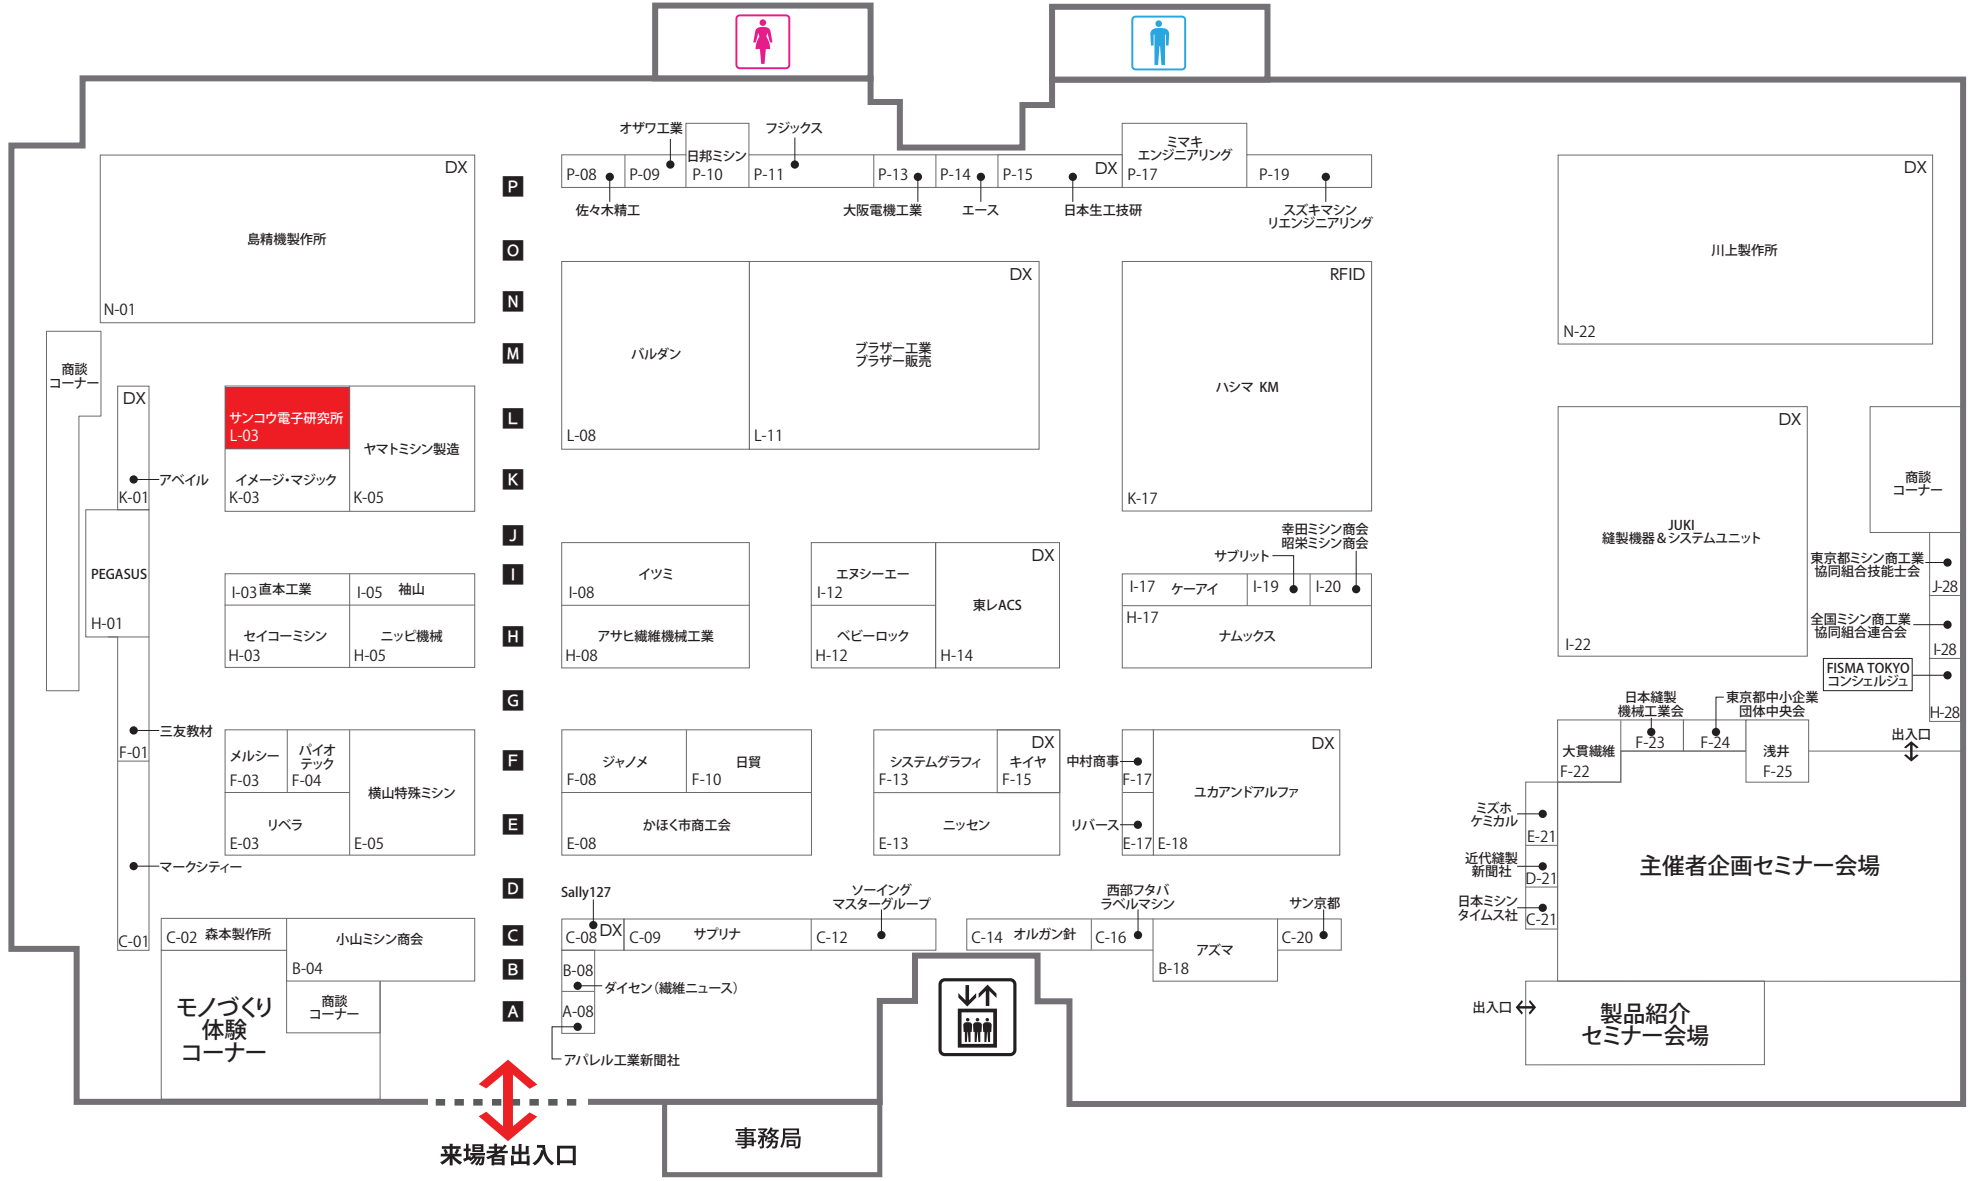 オザワ工業
フジックス
日邦ミシン
P-10
ミマキ
エンジニアリング
P-17
P-08
P-09
P-11
P-13
P-14
P-15
DX
P-19
佐々木精工
大阪電機工業
エース
日本生工技研
スズキマシン
リエンジニアリング
P
O
N
M
L
K
J
I
H
G
F
E
D
C
B
A
DX
島精機製作所
N-01
バルダン
L-08
DX
ブラザー工業
ブラザー販売
L-11
RFID
ハシマ KM
K-17
DX
川上製作所
N-22
商談
コーナー
DX
アベイル
K-01
サンコウ電子研究所
L-03
ヤマトミシン製造
K-05
イメージ・マジック
K-03
DX
JUKI
縫製機器&システムユニット
I-22
商談
コーナー
PEGASUS
H-01
I-03 直本工業
I-05 袖山
セイコーミシン
H-03
ニッピ機械
H-05
イツミ
I-08
アサヒ繊維機械工業
H-08
エヌシーエー
I-12
ベビーロック
H-12
DX
東レACS
H-14
幸田ミシン商会
昭栄ミシン商会
サブリット
I-17 ケーアイ
I-19
I-20
H-17
ナムックス
東京都ミシン商工業
協同組合技能士会
J-28
全国ミシン商工業
協同組合連合会
I-28
FISMA TOKYO
コンシェルジュ
H-28
三友教材
F-01
メルシー
F-03
パイオ
テック
F-04
横山特殊ミシン
E-05
リベラ
E-03
ジャノメ
F-08
日貿
F-10
かほく市商工会
E-08
システムグラフィ
F-13
DX
キイヤ
F-15
ニッセン
E-13
中村商事
F-17
リバース
E-17
DX
ユカアンドアルファ
E-18
日本縫製
機械工業会
東京都中小企業
団体中央会
大貫繊維
F-22
F-23
F-24
浅井
F-25
出入口
ミズホ
ケミカル
E-21
近代縫製
新聞社
D-21
日本ミシン
タイムス社
C-21
主催者企画セミナー会場
マークシティー
C-01
C-02 森本製作所
小山ミシン商会
B-04
商談
コーナー
モノづくり
体験
コーナー
Sally127
C-08
DX
C-09 サプリナ
ソーイング
マスターグループ
C-12
B-08
ダイセン(繊維ニュース)
A-08
アパレル工業新聞社
C-14 オルガン針
西部フタバ
ラベルマシン
C-16
アズマ
B-18
サン京都
C-20
出入口
製品紹介
セミナー会場
来場者出入口
事務局